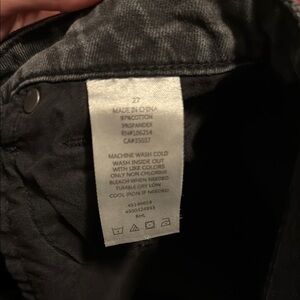 27
MADE IN CHINA
97%COTTON
3%SPANDEX
RN#106254
CA#35037
MACHINE WASH COLD
WASH INSIDE OUT
WITH LIKE COLORS
ONLY NON CHLORINE
BLEACH WHEN NEEDED
TUMBLE DRY LOW
COOL IRON IF NEEDED